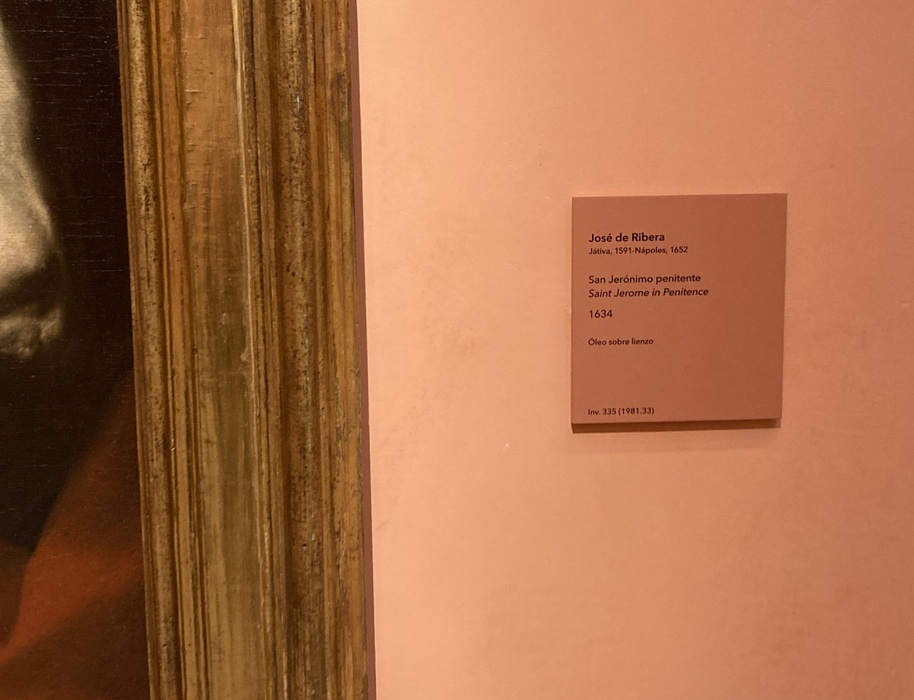 José de Ribera
Játiva, 1591-Nápoles, 1652
San Jerónimo penitente
Saint Jerome in Penitence
1634
Óleo sobre lienzo
Inv. 335 (1981.33)